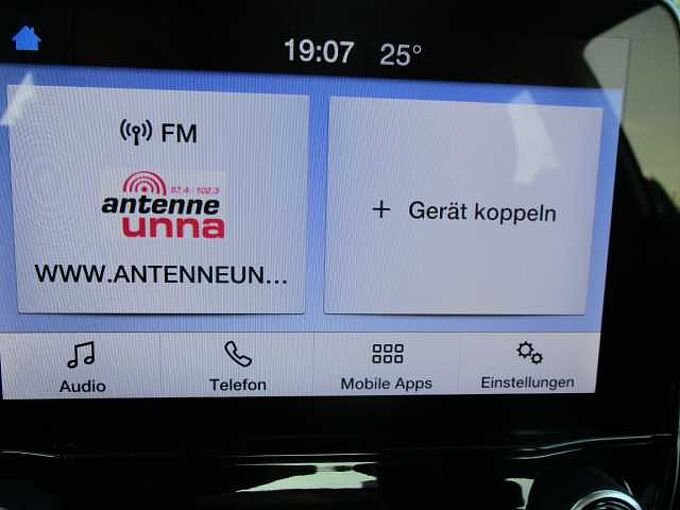 19:07 25°
FM
97.4 / 102.3
antenne
unna
WWW.ANTENNEUN...
+ Gerät koppeln
Audio
Telefon
Mobile Apps
Einstellungen